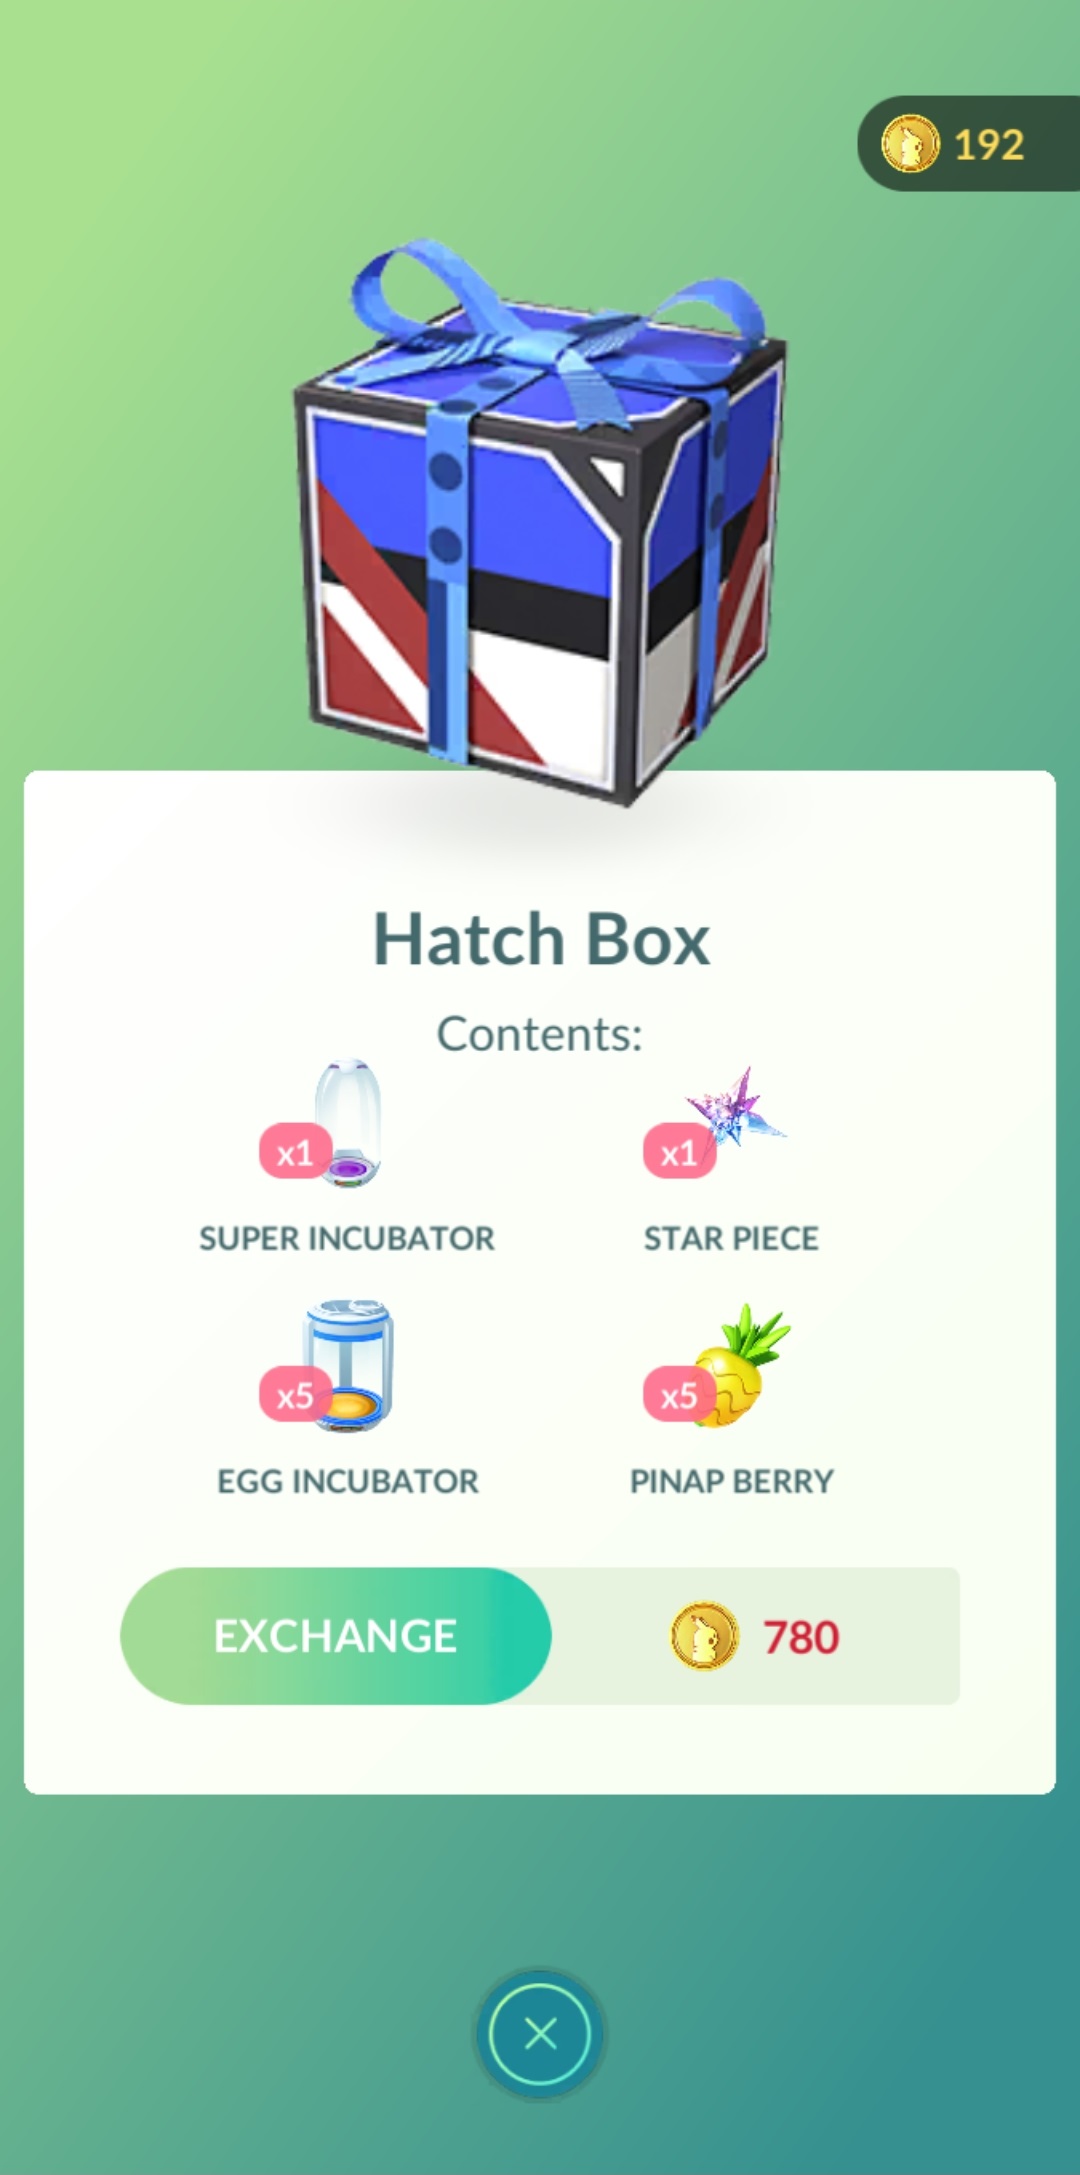 192
Hatch Box
Contents:
x1
x1
SUPER INCUBATOR
STAR PIECE
x5
x5
EGG INCUBATOR
PINAP BERRY
EXCHANGE
780